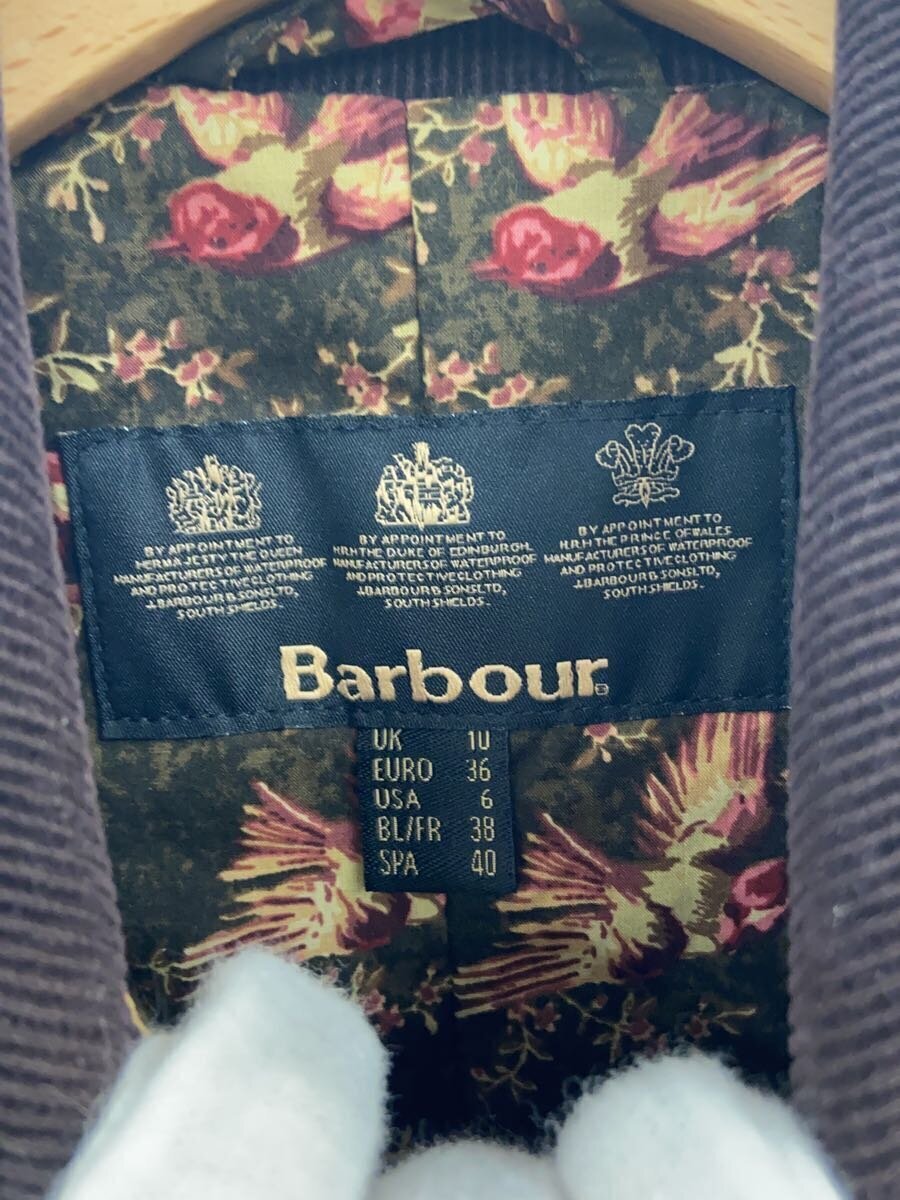 BY APPOINTMENT TO
HER MAJESTY THE QUEEN
MANUFACTURERS OF WATERPROOF
AND PROTECTIVE CLOTHING
J.BARBOUR & SONS LTD,
SOUTH SHIELDS.
BY APPOINTMENT TO
H.R.H THE DUKE OF EDINBURGH
MANUFACTURERS OF WATERPROOF
AND PROTECTIVE CLOTHING
J.BARBOUR & SONS LTD,
SOUTH SHIELDS.
BY APPOINTMENT TO
H.R.H THE PRINCE OF WALES
MANUFACTURERS OF WATERPROOF
AND PROTECTIVE CLOTHING
J.BARBOUR & SONS LTD,
SOUTH SHIELDS.
Barbour
UK 10
EURO 36
USA 6
BL/FR 38
SPA 40